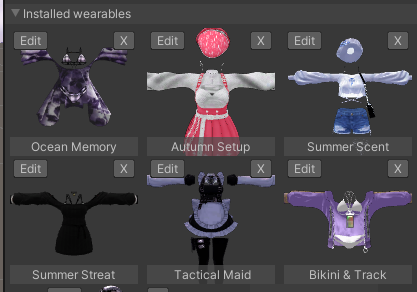 Installed wearables
Edit X Edit X Edit X
Ocean Memory Autumn Setup Summer Scent
Edit X Edit X Edit X
Summer Streat Tactical Maid Bikini & Track